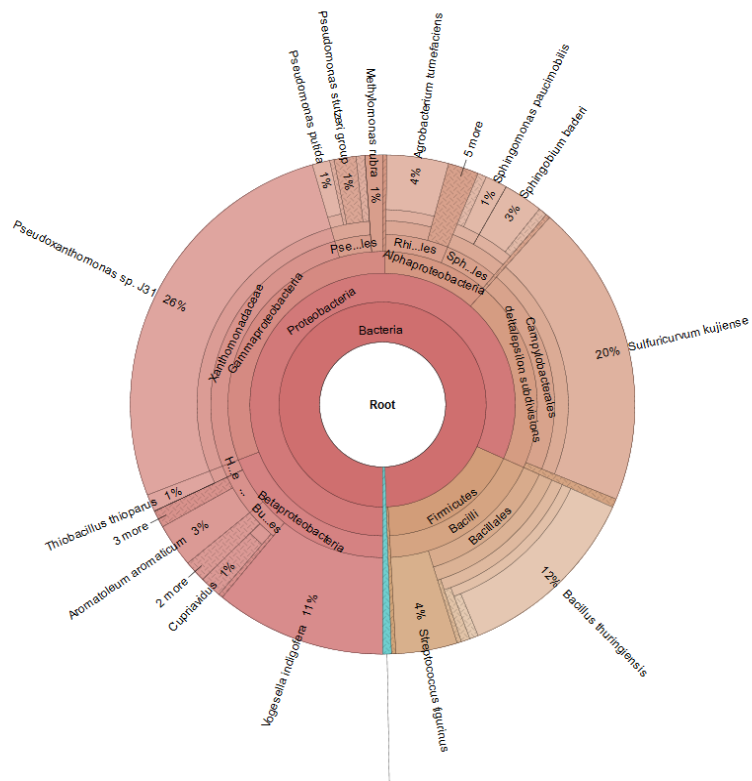 Pseudomonas putida
1%
Pseudomonas stutzeri group
1%
Methylomonas rubra
1%
Agrobacterium tumefaciens
4%
5 more
Sphingomonas paucimobilis
1%
Sphingobium baderi
3%
Pseudoxanthomonas sp. J31
26%
Sulfuricurvum kujiense
20%
Pse...les
Rhi...les
Sph...les
Alphaproteobacteria
Xanthomonadaceae
Gammaproteobacteria
Proteobacteria
Bacteria
Root
Campylobacterales
deltaepsilon subdivisions
H...e
...
Bu...es
Betaproteobacteria
Firmicutes
Bacilli
Bacillales
Thiobacillus thioparus
1%
3 more
Aromatoleum aromaticum
3%
2 more
Cupriavidus
1%
Vogesella indigofera
11%
Streptococcus tigurinus
4%
Bacillus thuringiensis
12%